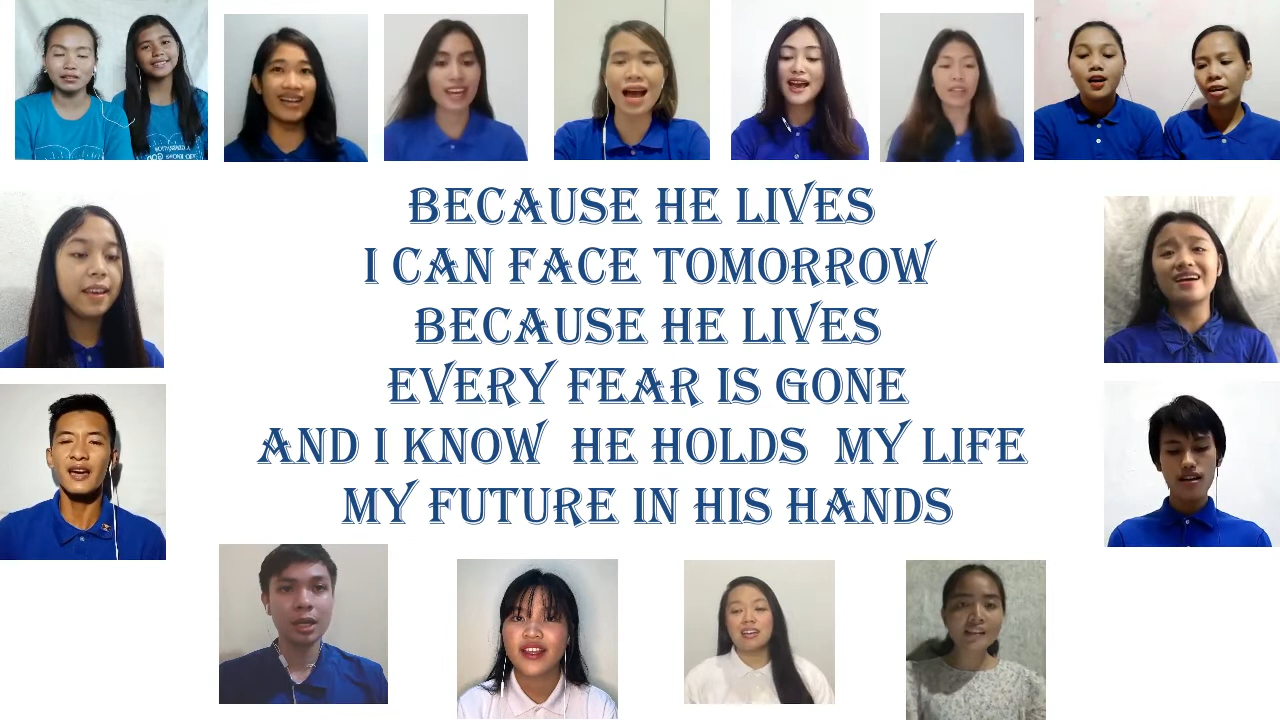 BECAUSE HE LIVES
I CAN FACE TOMORROW
BECAUSE HE LIVES
EVERY FEAR IS GONE
AND I KNOW HE HOLDS MY LIFE
MY FUTURE IN HIS HANDS